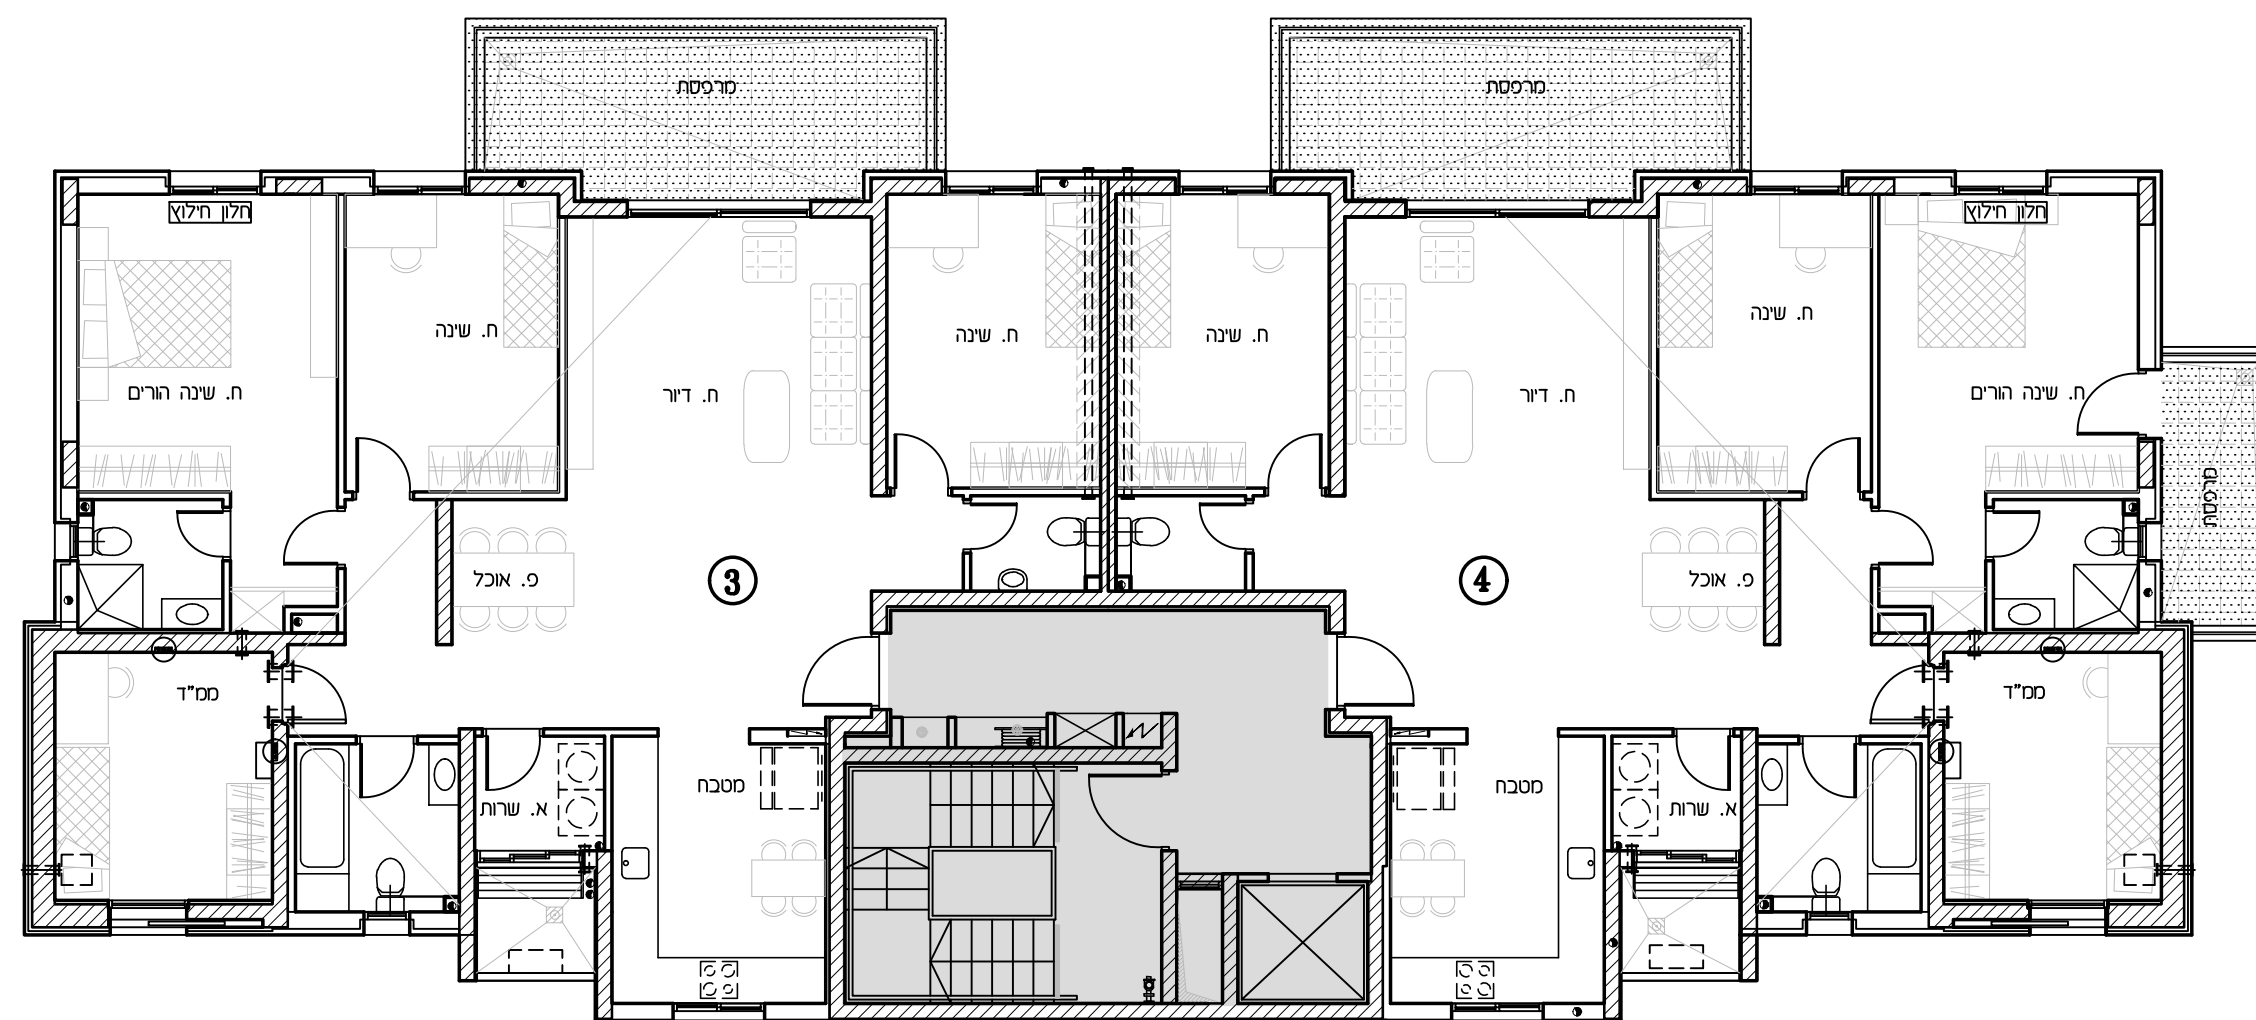 מרפסת
מרפסת
חלון חילוץ
חלון חילוץ
ח. שינה
ח. שינה
ח. שינה
ח. שינה
ח. שינה הורים
ח. דיור
ח. דיור
ח. שינה הורים
מרפסת
פ. אוכל
3
4
פ. אוכל
ממ"ד
ממ"ד
מטבח
מטבח
א. שרות
א. שרות